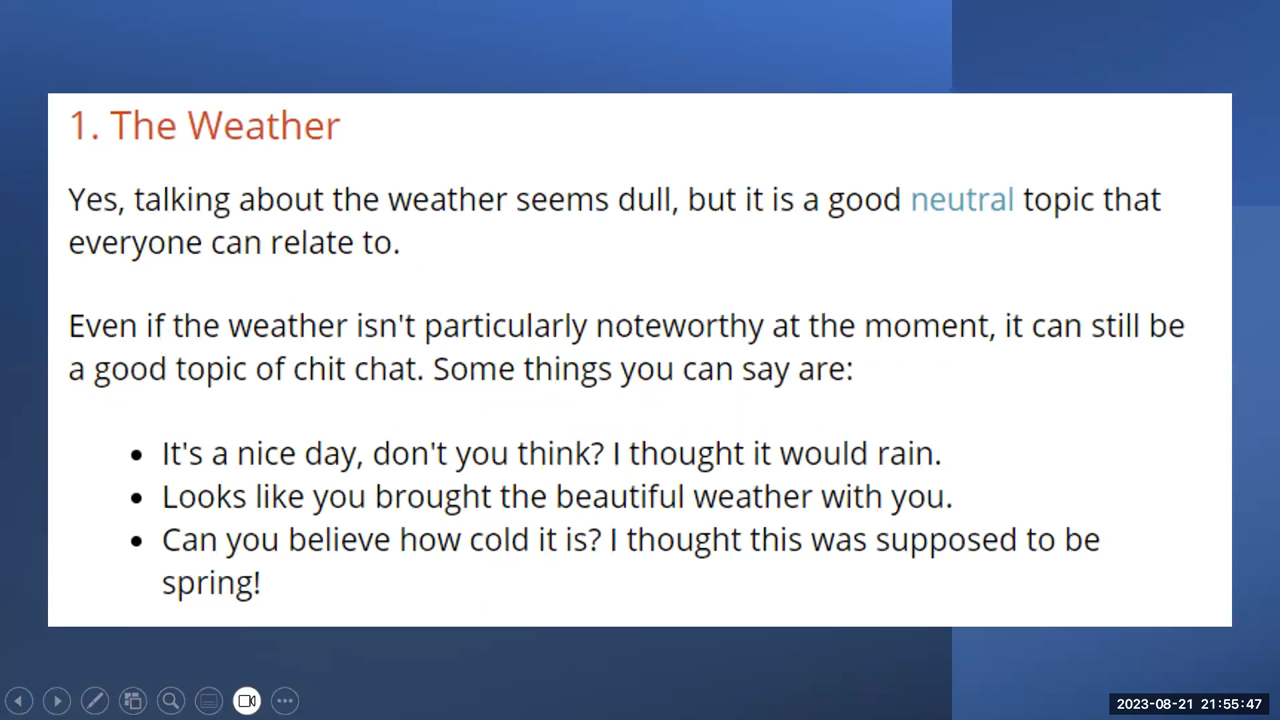 1. The Weather
Yes, talking about the weather seems dull, but it is a good neutral topic that
everyone can relate to.
Even if the weather isn't particularly noteworthy at the moment, it can still be
a good topic of chit chat. Some things you can say are:
• It's a nice day, don't you think? I thought it would rain.
• Looks like you brought the beautiful weather with you.
• Can you believe how cold it is? I thought this was supposed to be
spring!
2023-08-21 21:55:47